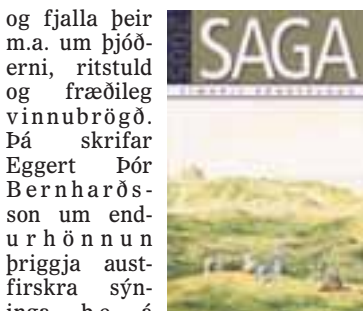 og fjalla þeir
m.a. um þjóð-
erni, ritstuld
og fræðileg
vinnubrögð.
Þá skrifar
Eggert Þór
Bernharðs-
son um end-
urhönnun
þriggja aust-
firskra sýn-
SAGA